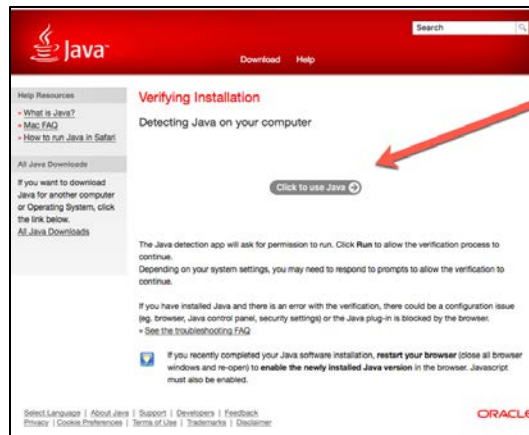 Search
Java
Download Help
Help Resources
» What is Java?
» Mac FAQ
» How to run Java in Safari
All Java Downloads
If you want to download
Java for another computer
or Operating System, click
the link below.
All Java Downloads
Verifying Installation
Detecting Java on your computer
Click to use Java
The Java detection app will ask for permission to run. Click Run to allow the verification process to
continue.
Depending on your system settings, you may need to respond to prompts to allow the verification to
continue.
If you have installed Java and there is an error with the verification, there could be a configuration issue
(eg. browser, Java control panel, security settings) or the Java plug-in is blocked by the browser.
» See the troubleshooting FAQ
If you recently completed your Java software installation, restart your browser (close all browser
windows and re-open) to enable the newly installed Java version in the browser. Javascript
must also be enabled.
Select Language | About Java | Support | Developers | Feedback
Privacy | Cookie Preferences | Terms of Use | Trademarks | Disclaimer
ORACLE